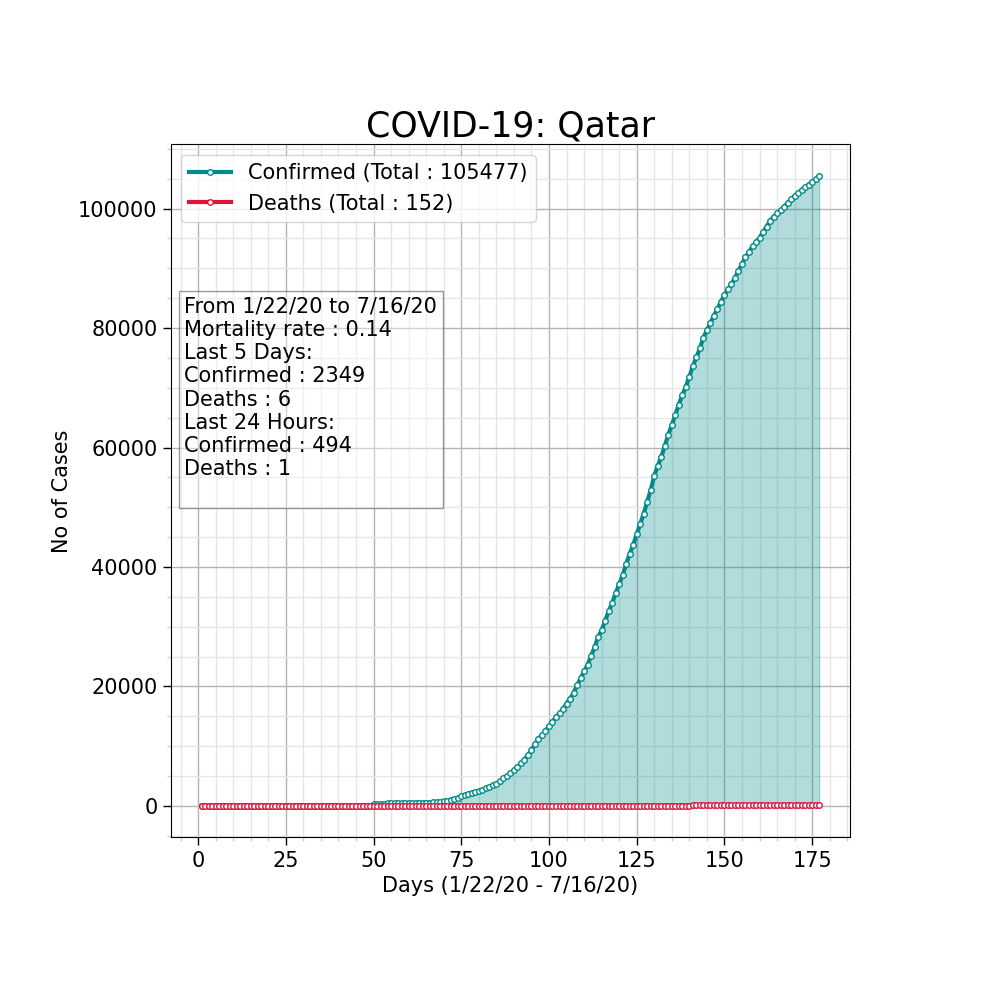 COVID-19: Qatar
Confirmed (Total : 105477)
Deaths (Total : 152)
From 1/22/20 to 7/16/20
Mortality rate : 0.14
Last 5 Days:
Confirmed : 2349
Deaths : 6
Last 24 Hours:
Confirmed : 494
Deaths : 1
No of Cases
100000
80000
60000
40000
20000
0
0 25 50 75 100 125 150 175
Days (1/22/20 - 7/16/20)